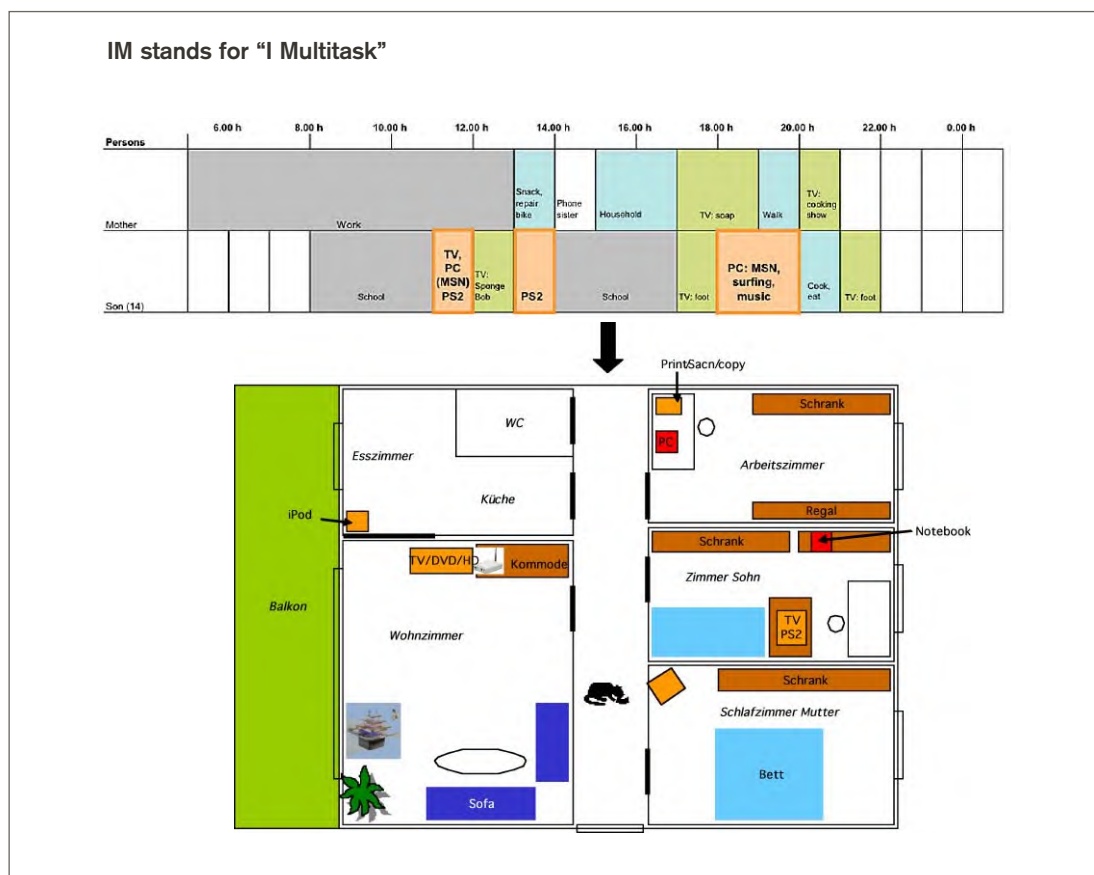 IM stands for “I Multitask”
6.00 h 8.00 h 10.00 h 12.00 h 14.00 h 16.00 h 18.00 h 20.00 h 22.00 h 0.00 h
Persons
Mother
Work
Snack,
repair
bike
Phone
sister
Household
TV: soap
Walk
TV:
cooking
show
Son (14)
School
TV,
PC
(MSN)
PS2
TV:
Sponge
Bob
PS2
School
TV: foot
PC: MSN,
surfing,
music
Cook,
eat
TV: foot
Print/Sacn/copy
WC
Esszimmer
Küche
iPod
Schrank
PC
Arbeitszimmer
Regal
Notebook
TV/DVD/HD
Kommode
Schrank
Zimmer Sohn
Balkon
Wohnzimmer
TV
PS2
Schrank
Schlafzimmer Mutter
Bett
Sofa